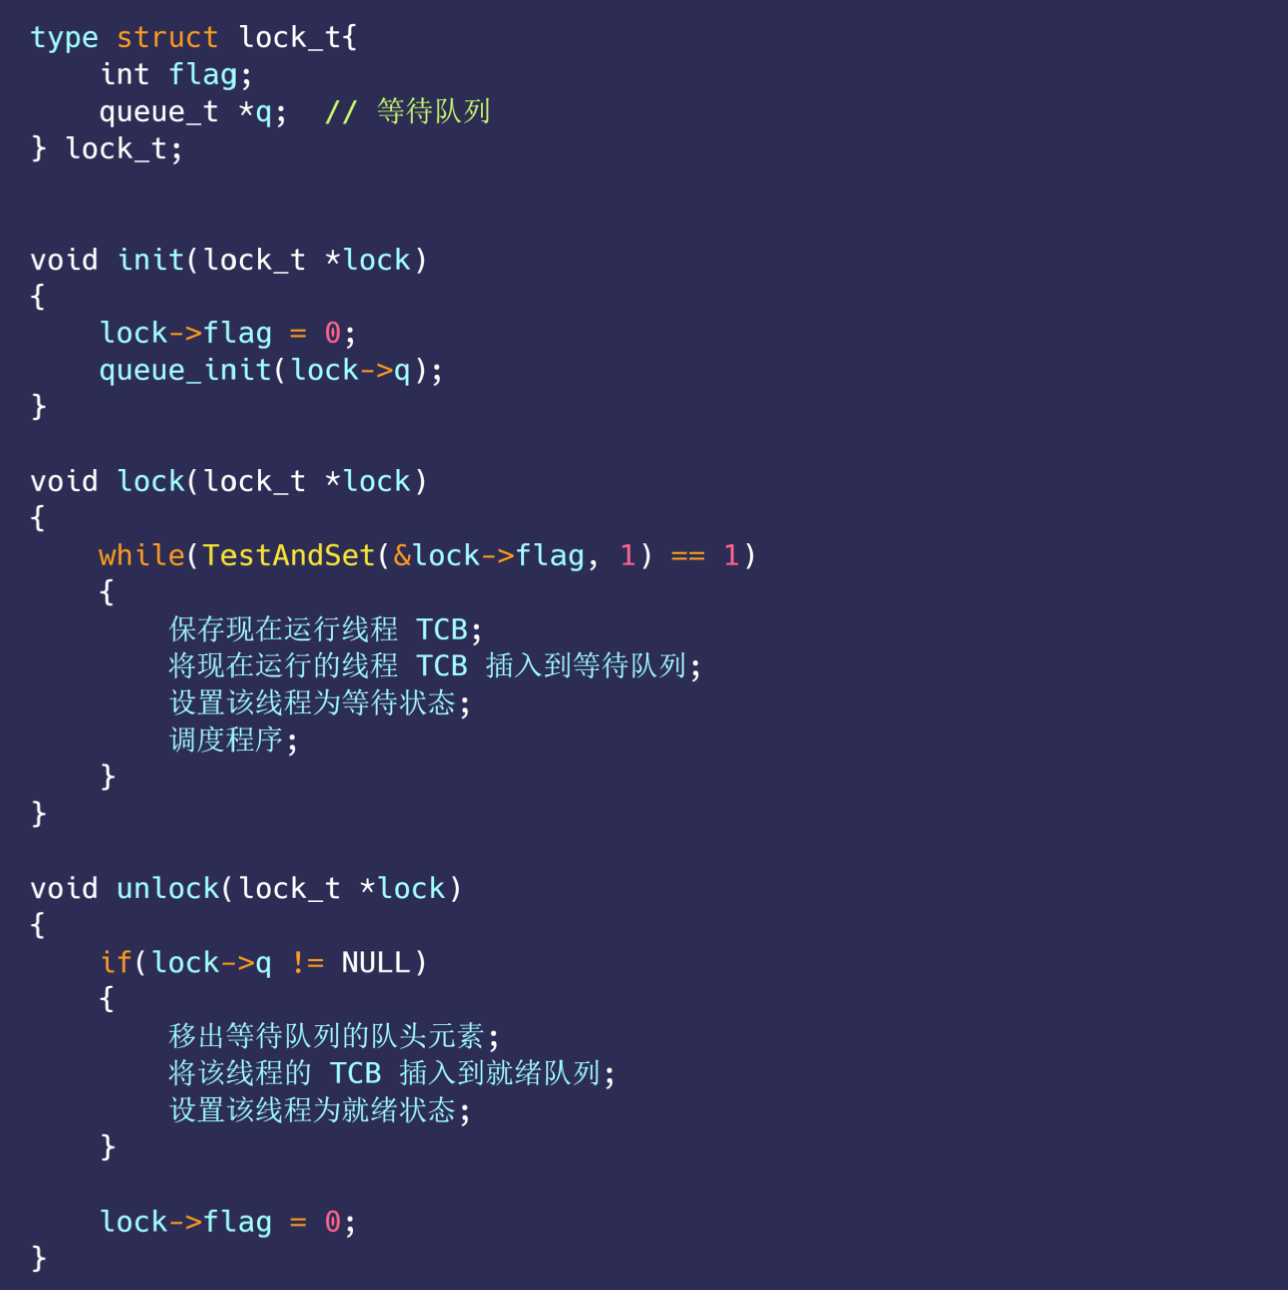 type struct lock_t{
    int flag;
    queue_t *q;  // 等待队列
} lock_t;
void init(lock_t *lock)
{
    lock->flag = 0;
    queue_init(lock->q);
}
void lock(lock_t *lock)
{
    while(TestAndSet(&lock->flag, 1) == 1)
    {
        保存现在运行线程 TCB;
        将现在运行的线程 TCB 插入到等待队列;
        设置该线程为等待状态;
        调度程序;
    }
}
void unlock(lock_t *lock)
{
    if(lock->q != NULL)
    {
        移出等待队列的队头元素;
        将该线程的 TCB 插入到就绪队列;
        设置该线程为就绪状态;
    }
    lock->flag = 0;
}